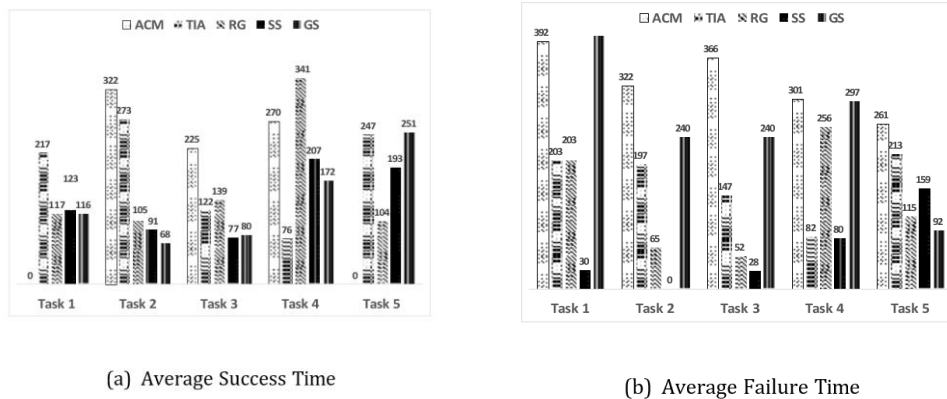 ACM TIA RG SS GS
0 217 117 123 116
322 273 105 91 68
225 122 139 77 80
270 76 341 207 172
0 247 104 193 251
Task 1 Task 2 Task 3 Task 4 Task 5
(a) Average Success Time
ACM TIA RG SS GS
392 203 203 30
322 197 65 0 240
366 147 52 28 240
301 82 256 80 297
261 213 115 159 92
Task 1 Task 2 Task 3 Task 4 Task 5
(b) Average Failure Time